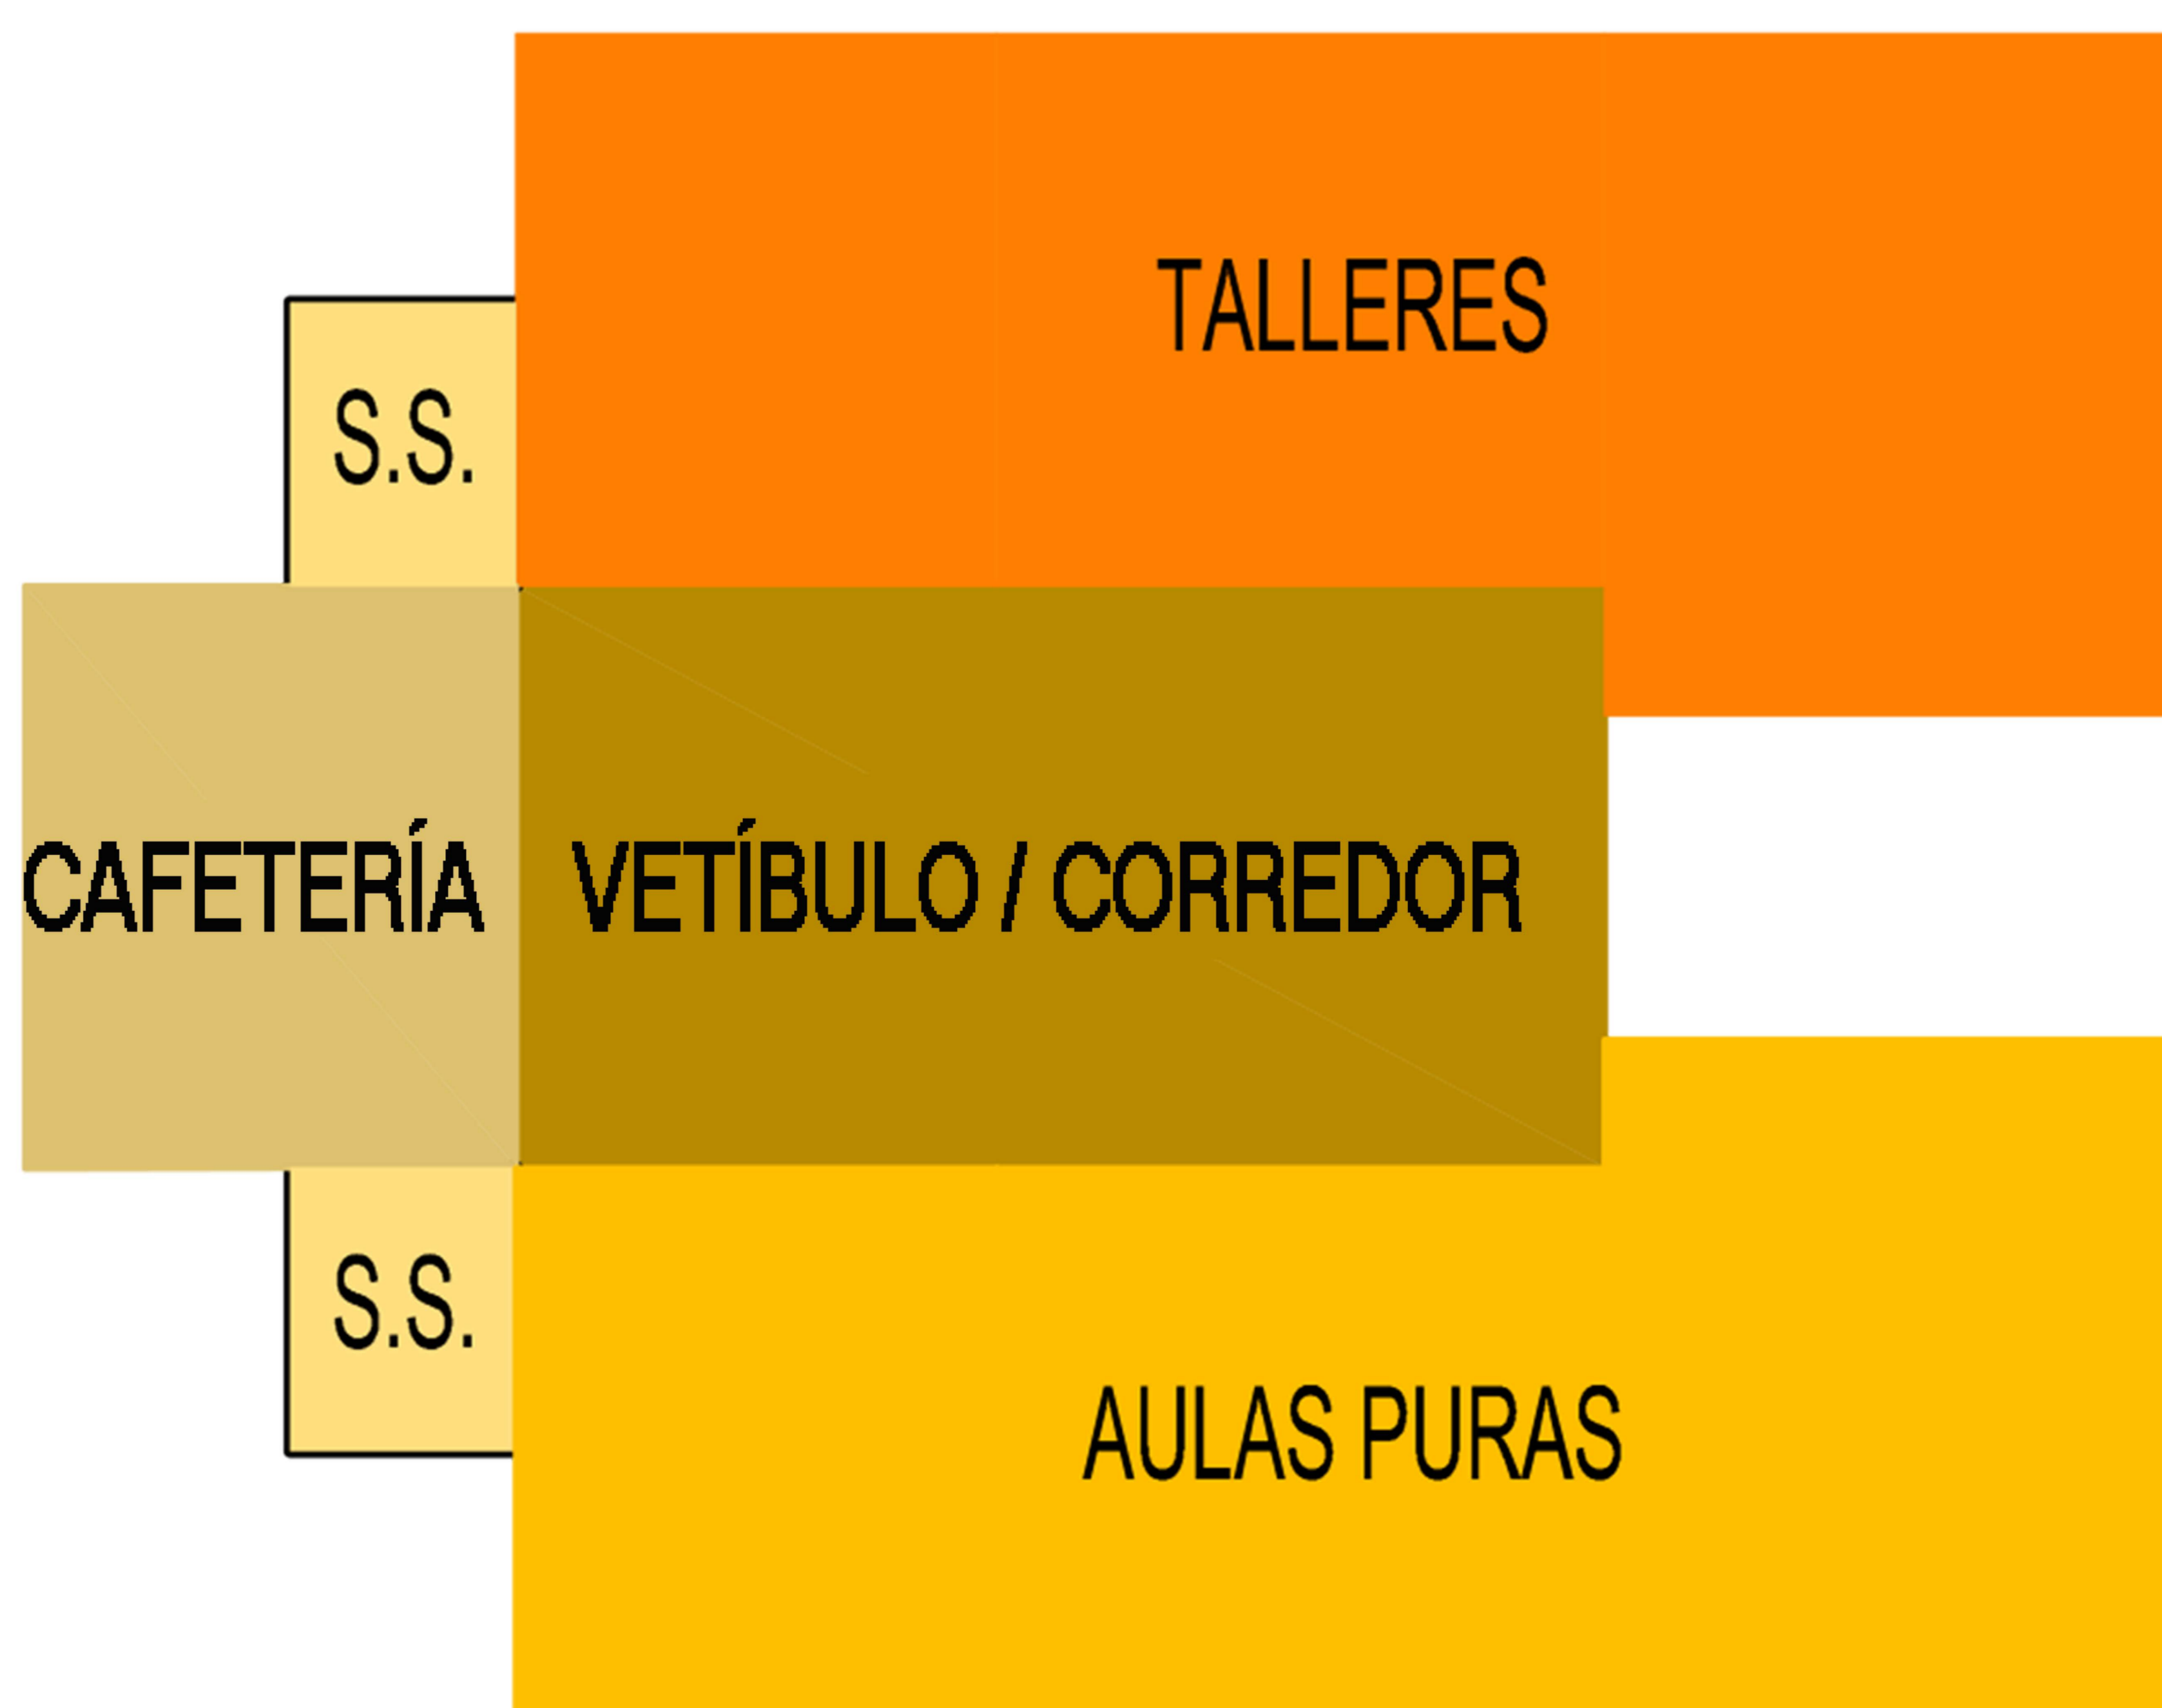 TALLERES
S.S.
CAFETERÍA
VETÍBULO / CORREDOR
S.S.
AULAS PURAS